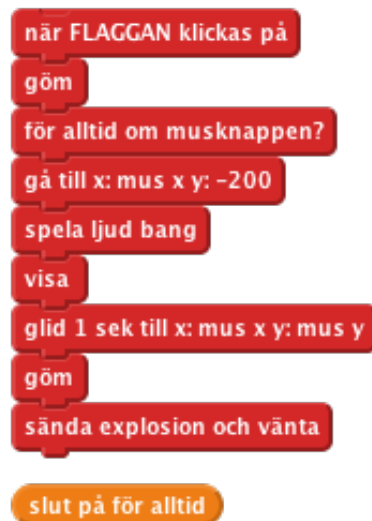 när FLAGGAN klickas på
göm
för alltid om musknappen?
gå till x: mus x y: -200
spela ljud bang
visa
glid 1 sek till x: mus x y: mus y
göm
sända explosion och vänta
slut på för alltid